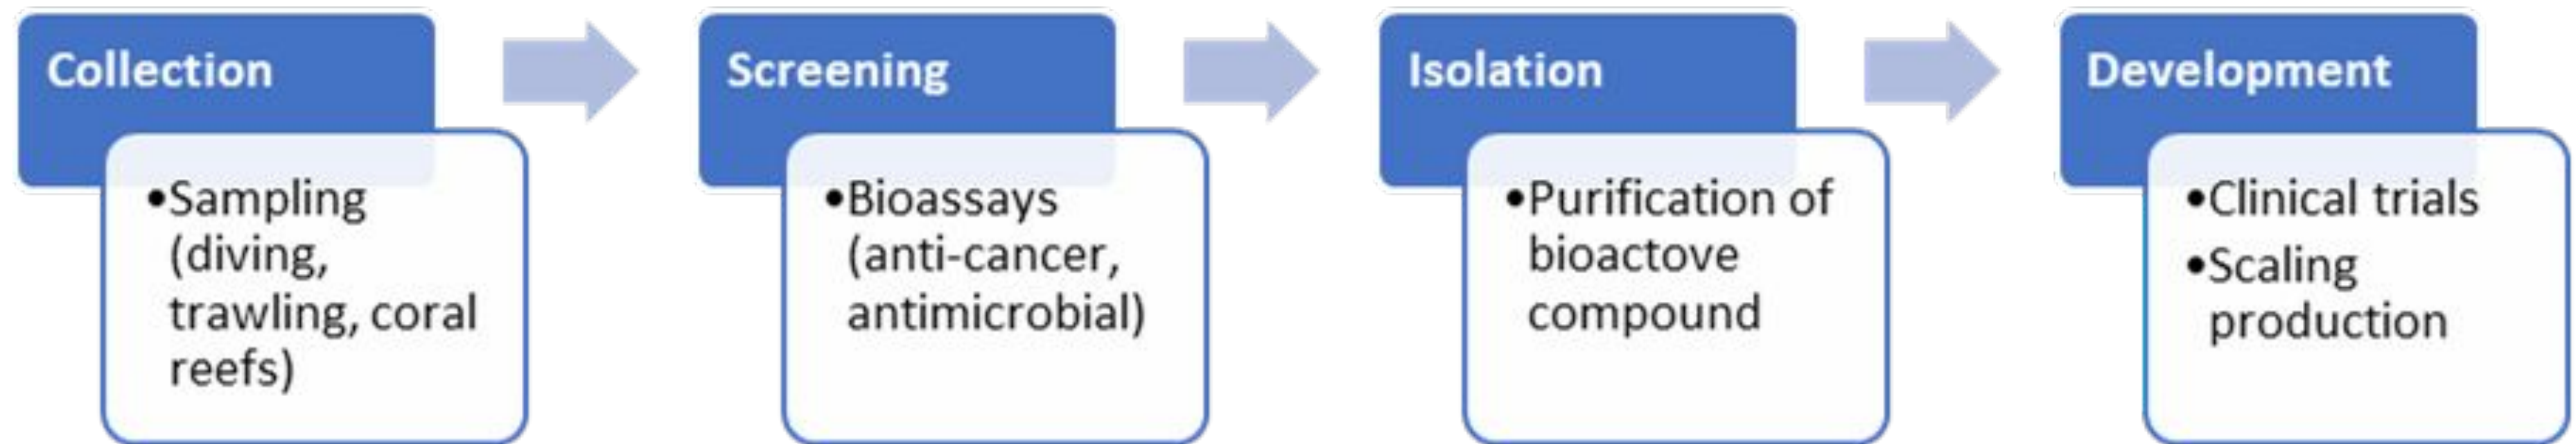 Collection
•Sampling
(diving,
trawling, coral
reefs)
Screening
•Bioassays
(anti-cancer,
antimicrobial)
Isolation
•Purification of
bioactove
compound
Development
•Clinical trials
•Scaling
production